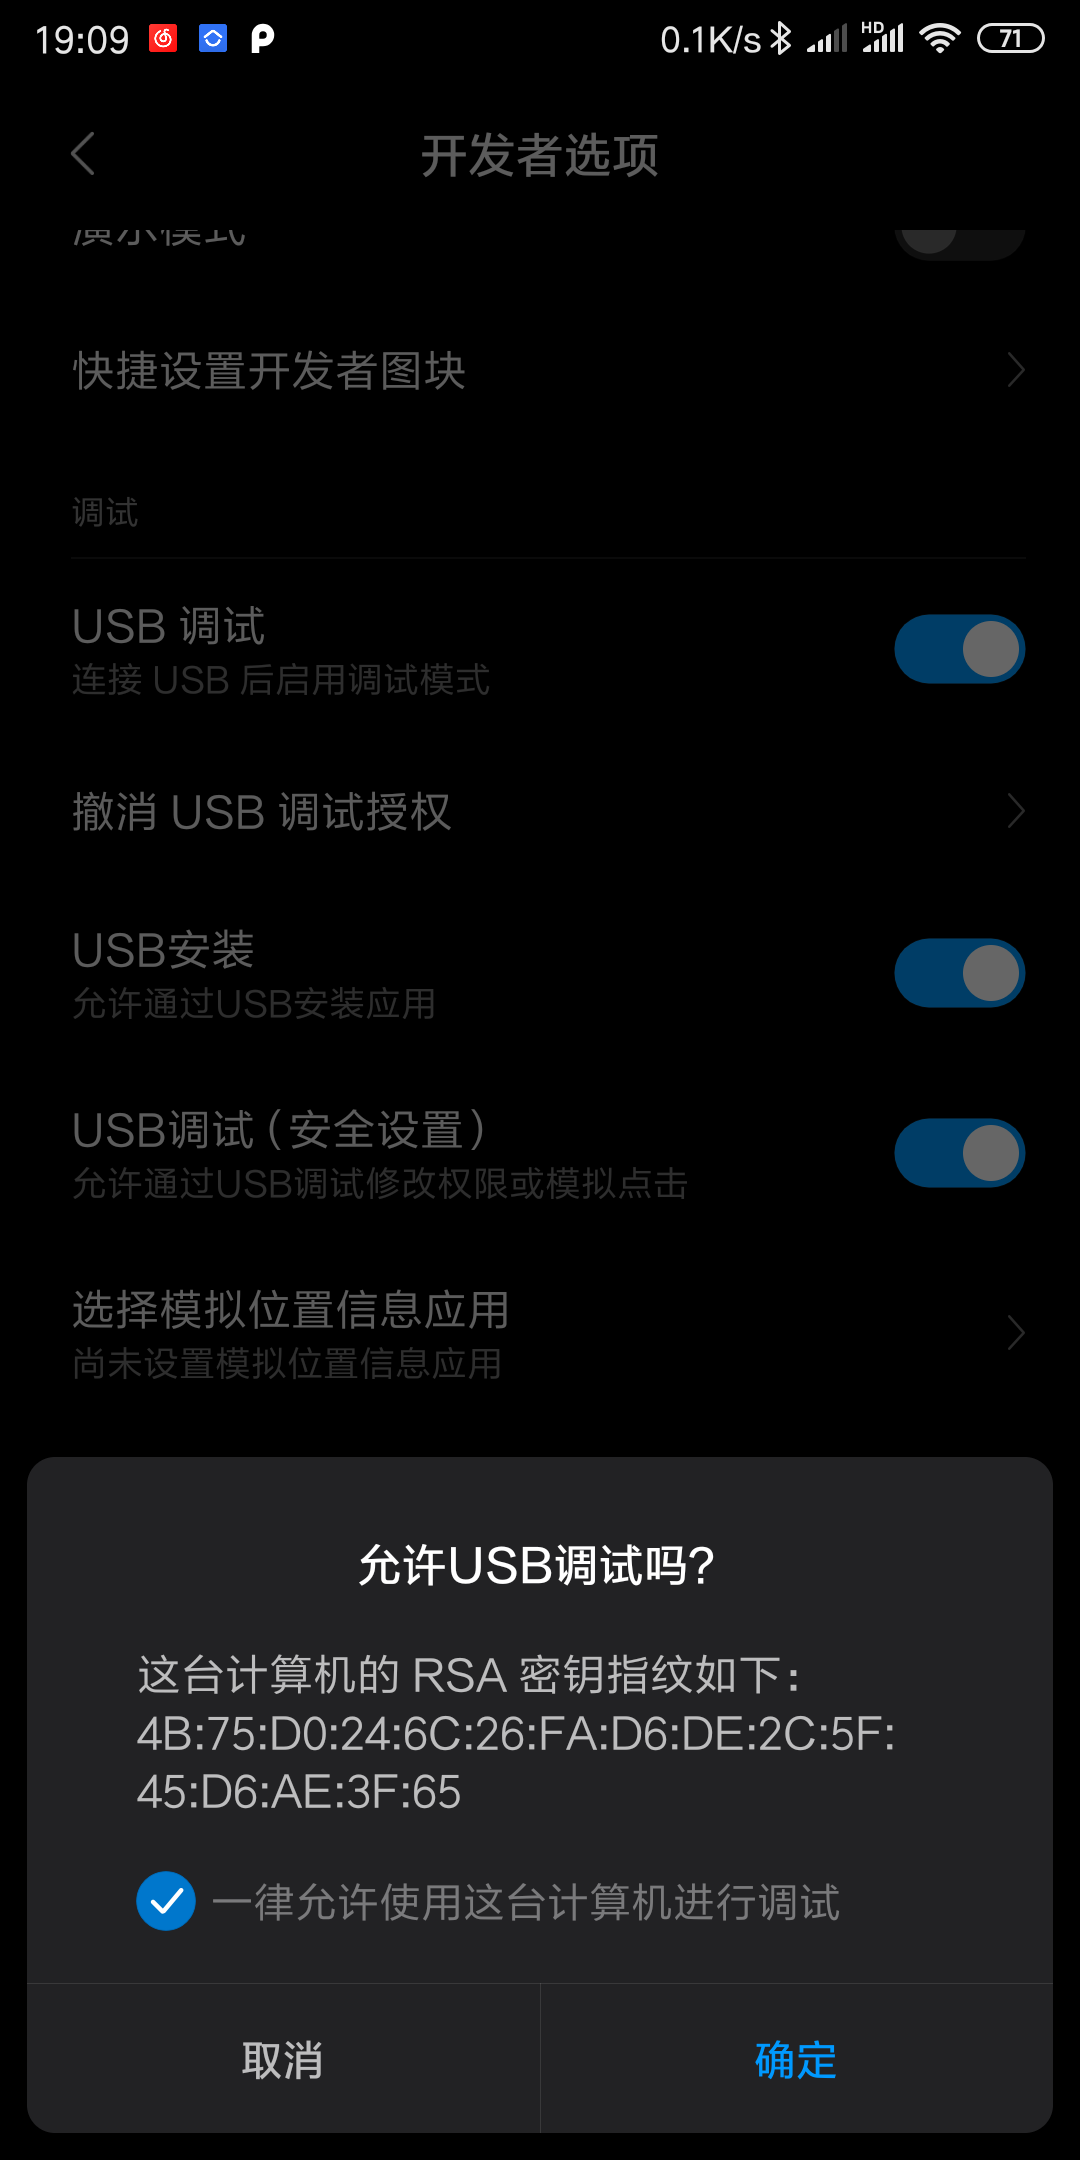 19:09 0.1K/s HD 71
开发者选项
演示模式
快捷设置开发者图块
调试
USB 调试
连接 USB 后启用调试模式
撤消 USB 调试授权
USB安装
允许通过USB安装应用
USB调试（安全设置）
允许通过USB调试修改权限或模拟点击
选择模拟位置信息应用
尚未设置模拟位置信息应用
允许USB调试吗？
这台计算机的 RSA 密钥指纹如下：
4B:75:D0:24:6C:26:FA:D6:DE:2C:5F:
45:D6:AE:3F:65
一律允许使用这台计算机进行调试
取消
确定